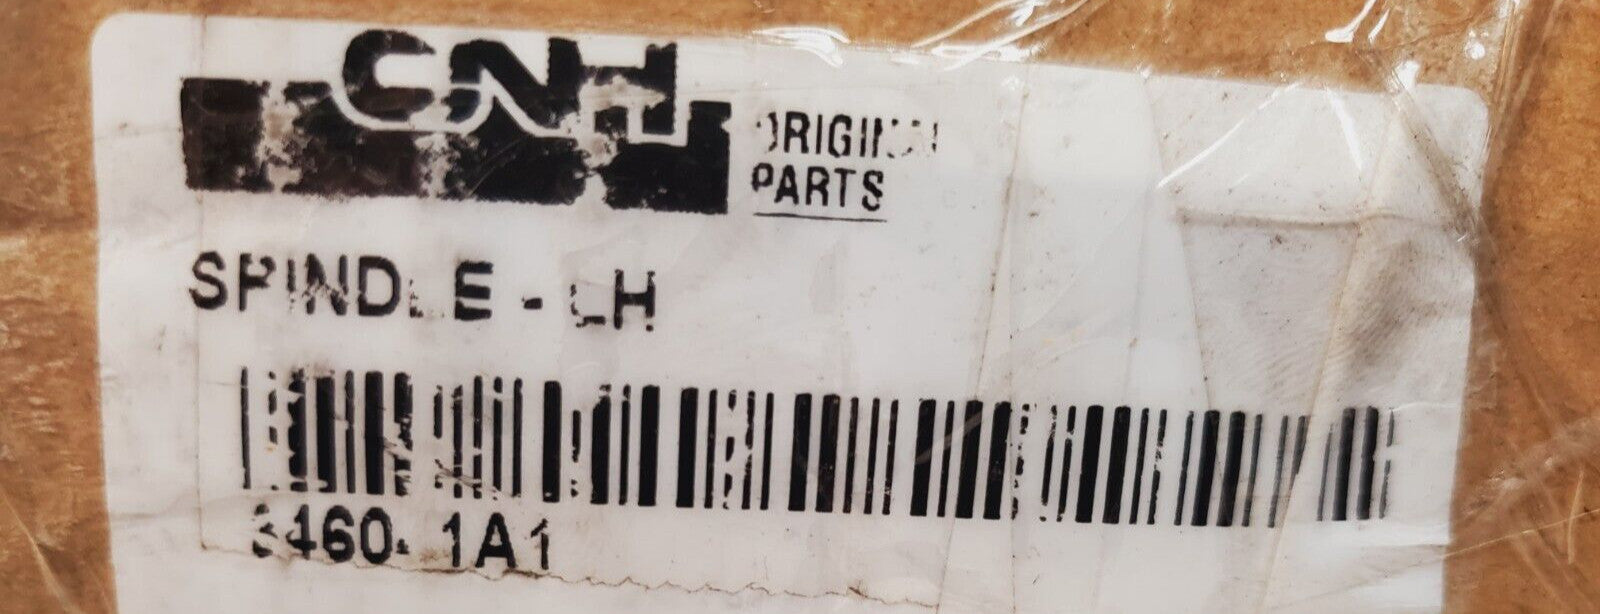 CNH
ORIGINAL
PARTS
SPINDLE - LH